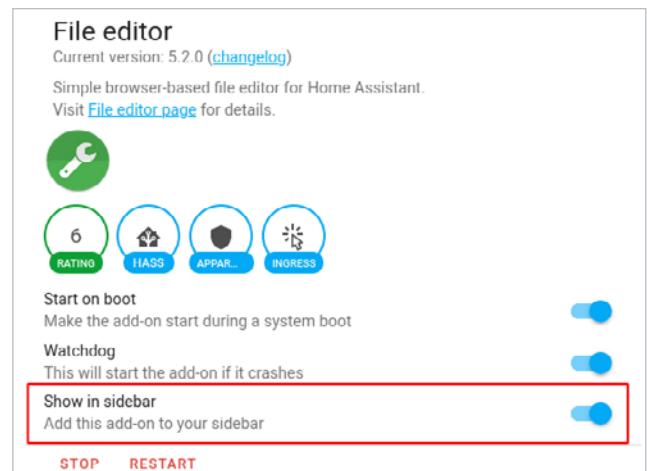 File editor
Current version: 5.2.0 (changelog)
Simple browser-based file editor for Home Assistant.
Visit File editor page for details.
6
RATING
HASS
APPAR...
INGRESS
Start on boot
Make the add-on start during a system boot
Watchdog
This will start the add-on if it crashes
Show in sidebar
Add this add-on to your sidebar
STOP RESTART